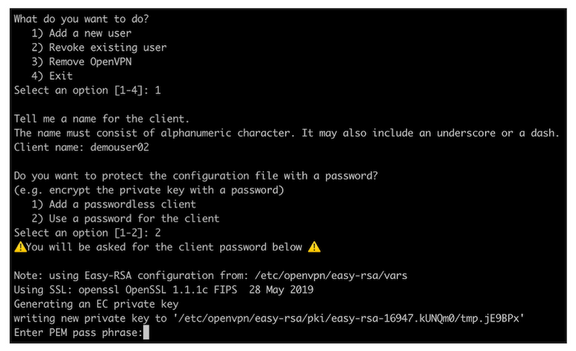 What do you want to do?
1) Add a new user
2) Revoke existing user
3) Remove OpenVPN
4) Exit
Select an option [1-4]: 1
Tell me a name for the client.
The name must consist of alphanumeric character. It may also include an underscore or a dash.
Client name: demouser02
Do you want to protect the configuration file with a password?
(e.g. encrypt the private key with a password)
1) Add a passwordless client
2) Use a password for the client
Select an option [1-2]: 2
⚠️You will be asked for the client password below ⚠️
Note: using Easy-RSA configuration from: /etc/openvpn/easy-rsa/vars
Using SSL: openssl OpenSSL 1.1.1c FIPS  28 May 2019
Generating an EC private key
writing new private key to '/etc/openvpn/easy-rsa/pki/easy-rsa-16947.kUNQm0/tmp.jE9BPx'
Enter PEM pass phrase: